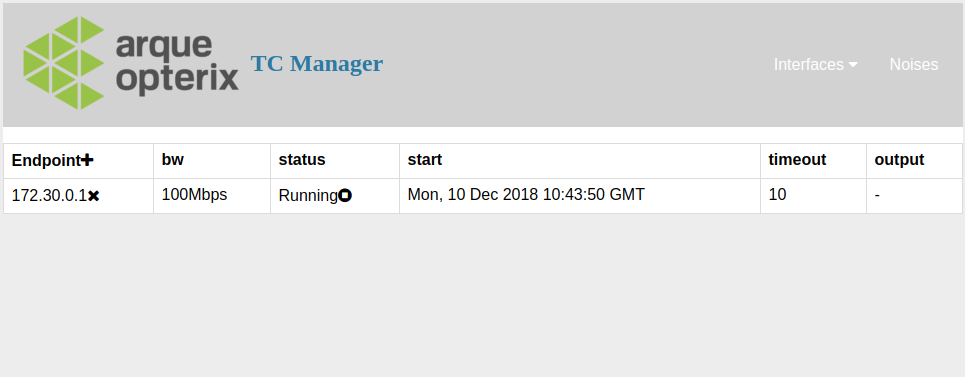 arque
opterix
TC Manager
Interfaces
Noises
Endpoint bw status start timeout output
172.30.0.1 100Mbps Running Mon, 10 Dec 2018 10:43:50 GMT 10 -